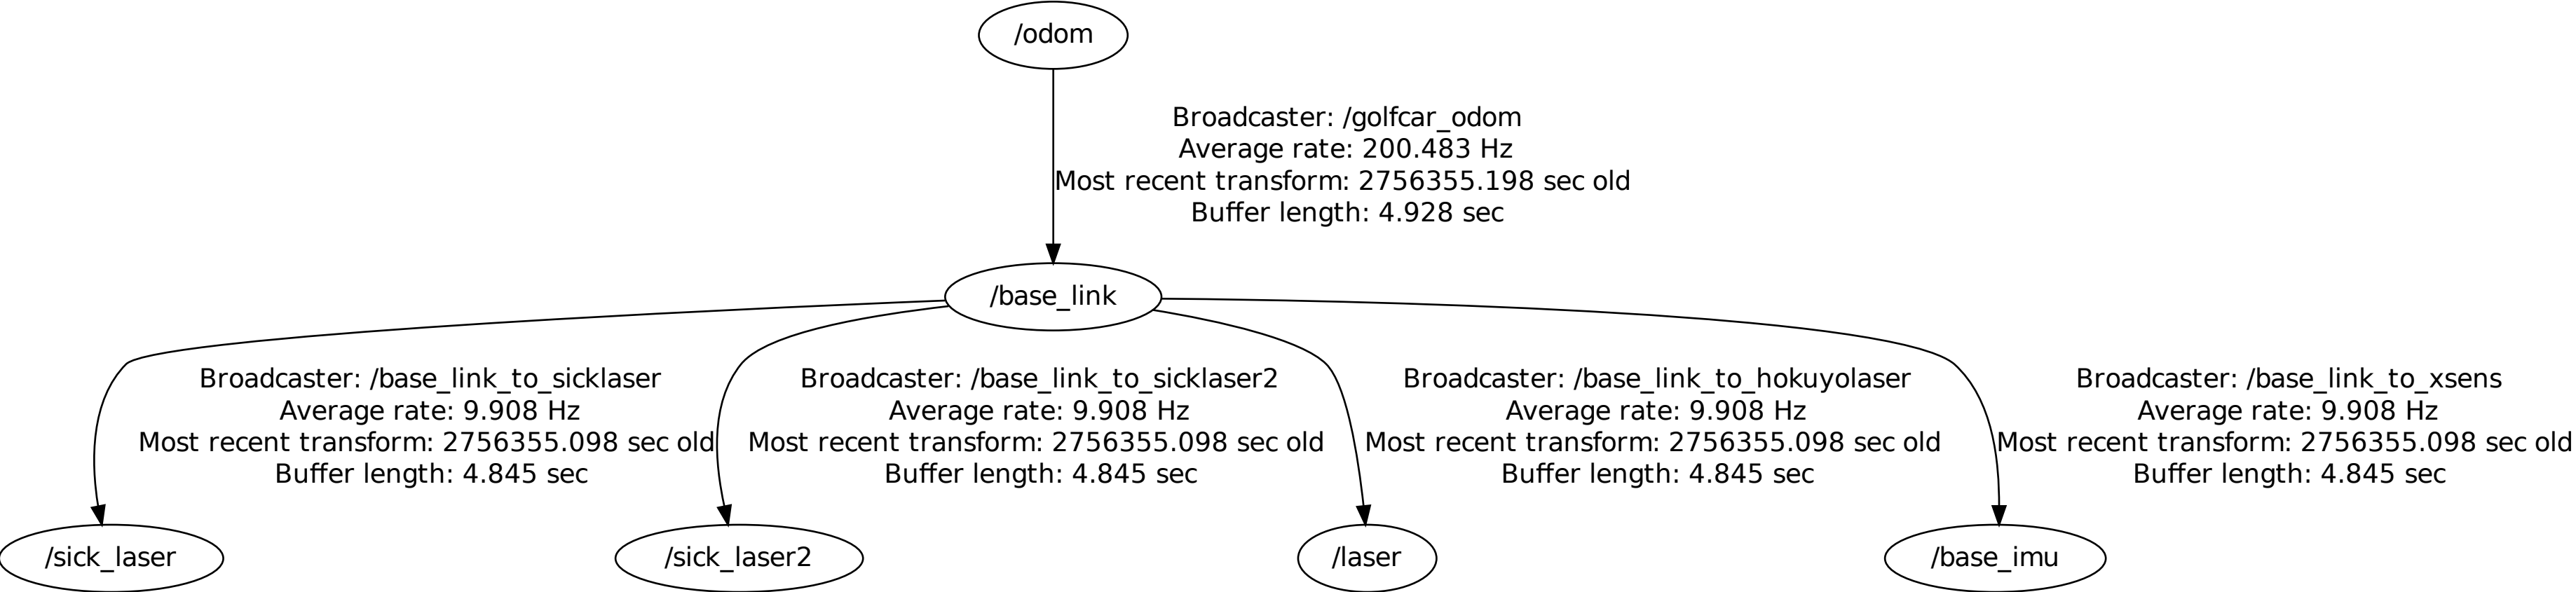 /odom
Broadcaster: /golfcar_odom
Average rate: 200.483 Hz
Most recent transform: 2756355.198 sec old
Buffer length: 4.928 sec
/base_link
Broadcaster: /base_link_to_sicklaser
Average rate: 9.908 Hz
Most recent transform: 2756355.098 sec old
Buffer length: 4.845 sec
Broadcaster: /base_link_to_sicklaser2
Average rate: 9.908 Hz
Most recent transform: 2756355.098 sec old
Buffer length: 4.845 sec
Broadcaster: /base_link_to_hokuyolaser
Average rate: 9.908 Hz
Most recent transform: 2756355.098 sec old
Buffer length: 4.845 sec
Broadcaster: /base_link_to_xsens
Average rate: 9.908 Hz
Most recent transform: 2756355.098 sec old
Buffer length: 4.845 sec
/sick_laser
/sick_laser2
/laser
/base_imu